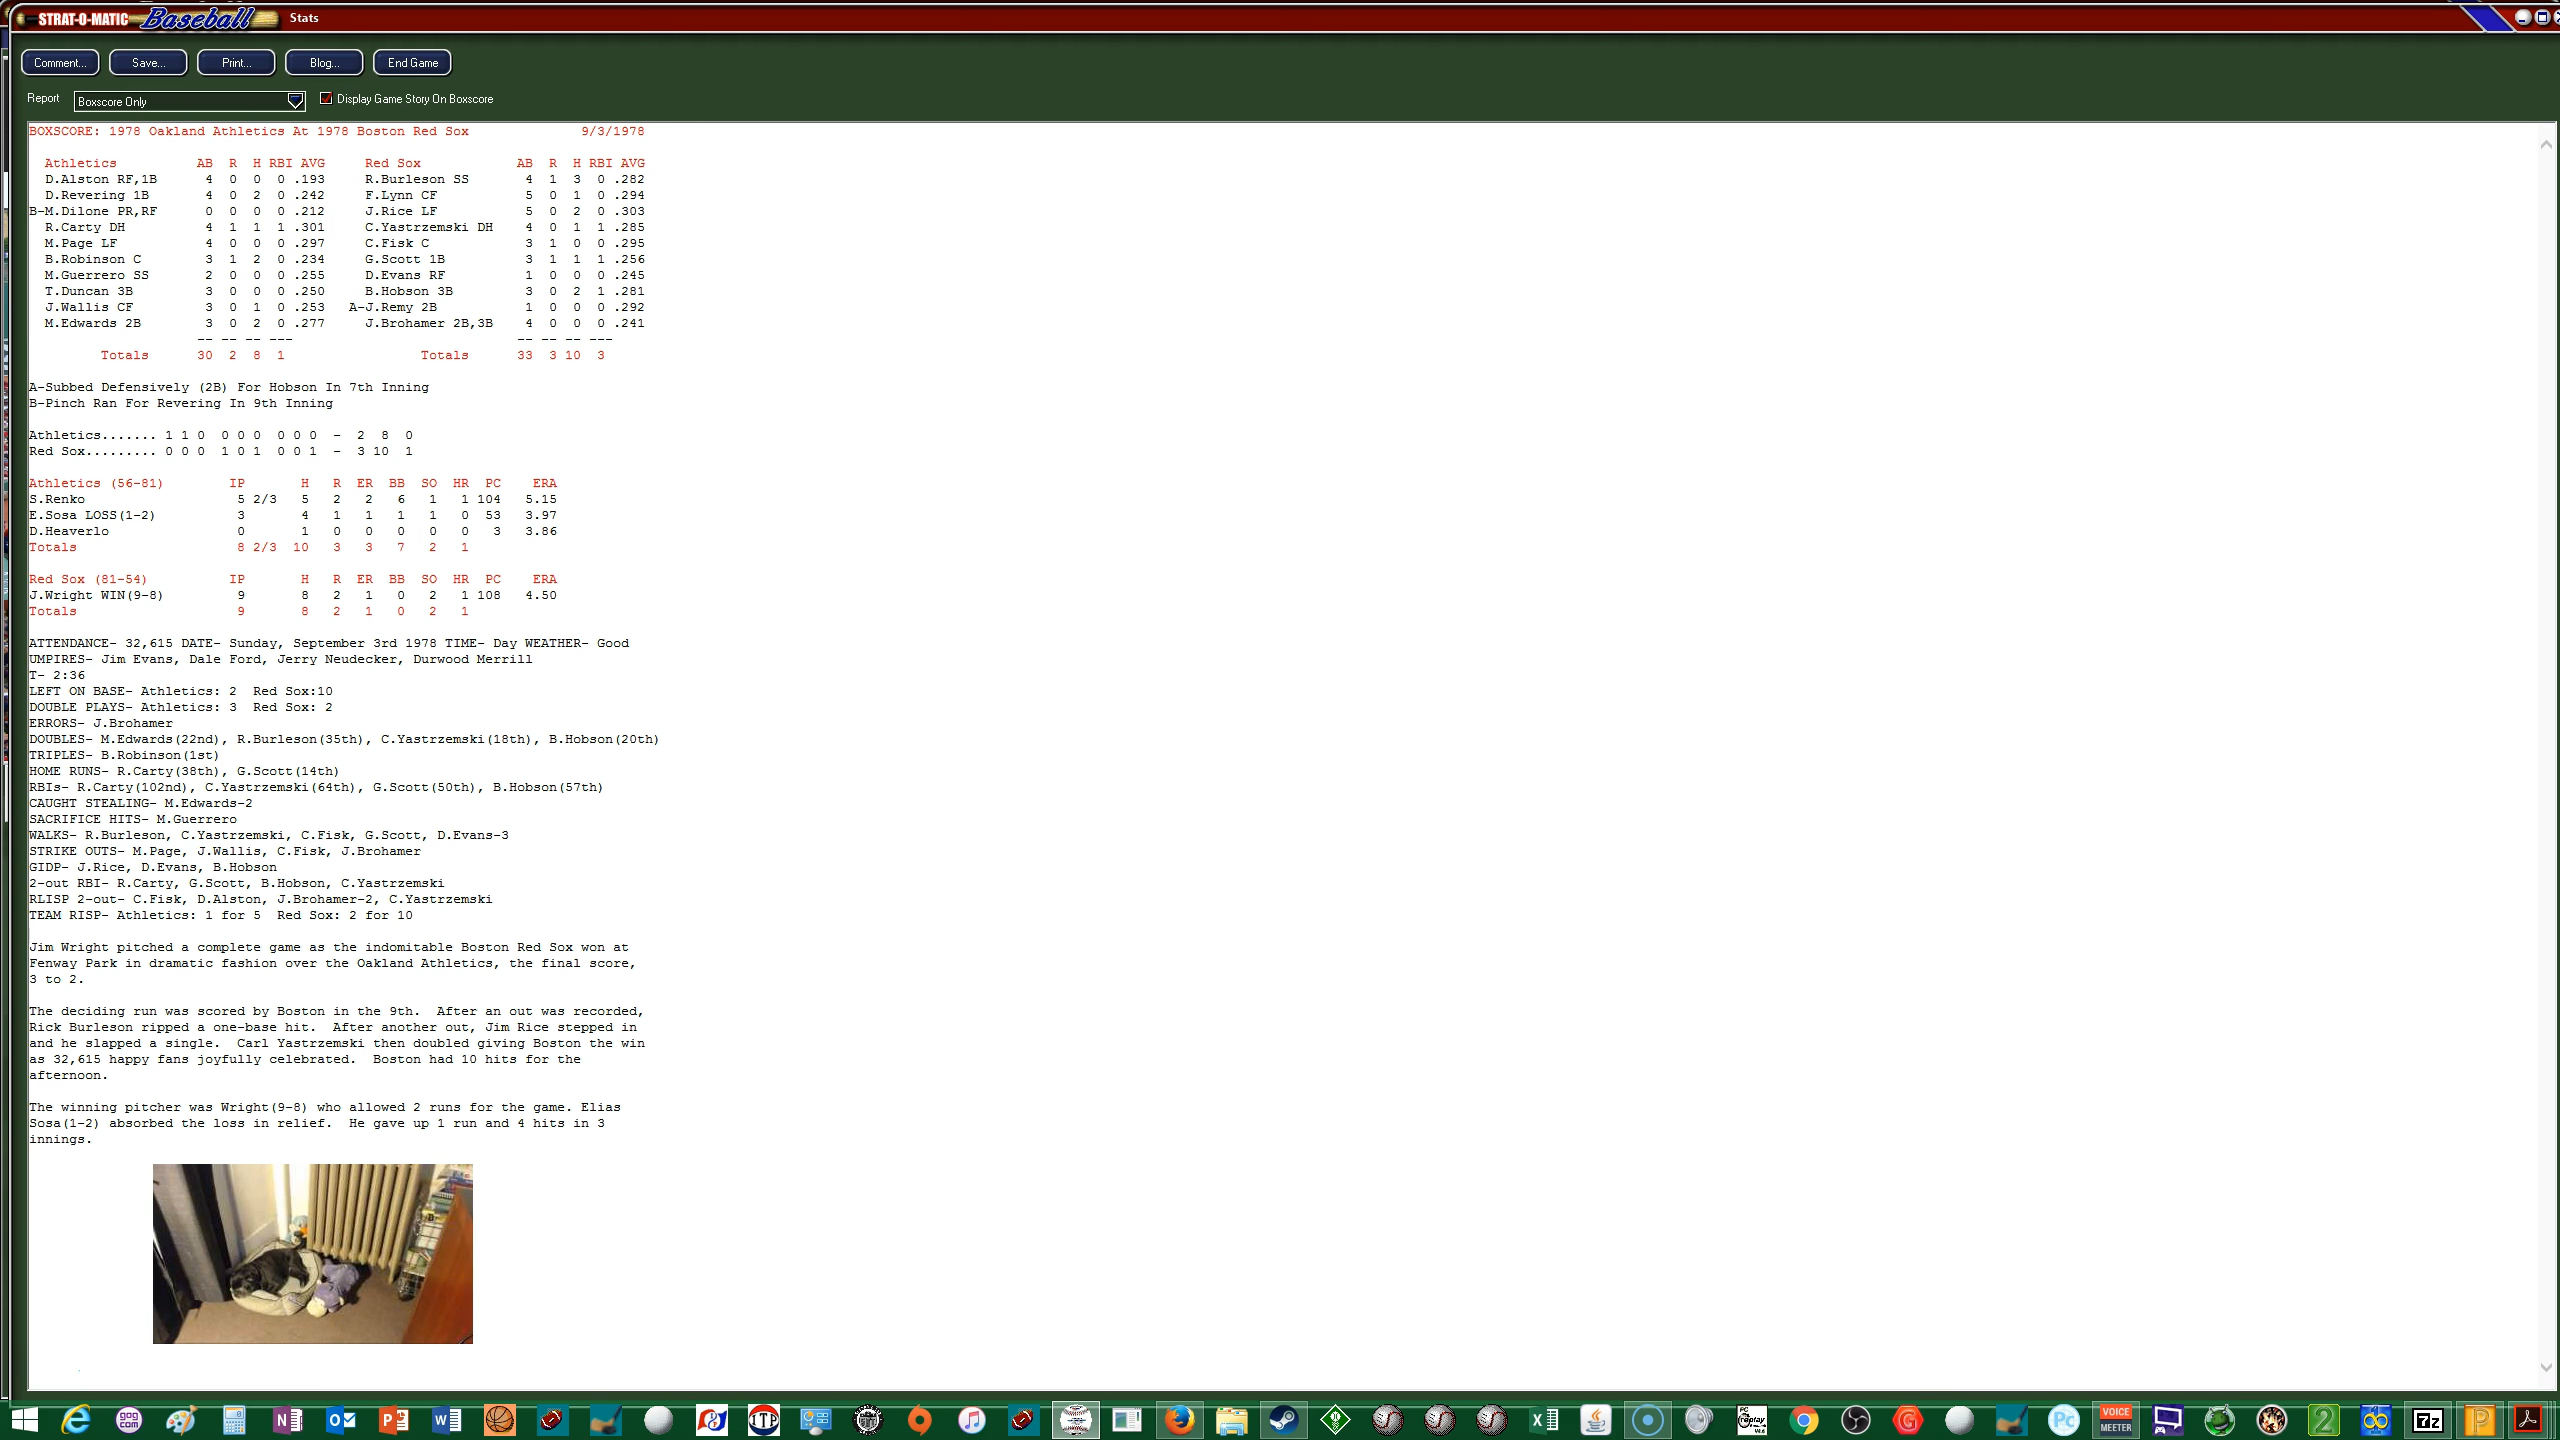 STRAT-O-MATIC Baseball Stats
Comment... Save... Print... Blog... End Game
Report Boxscore Only Display Game Story On Boxscore
BOXSCORE: 1978 Oakland Athletics At 1978 Boston Red Sox 9/3/1978
Athletics AB R H RBI AVG Red Sox AB R H RBI AVG
D.Alston RF,1B 4 0 0 0 .193 R.Burleson SS 4 1 3 0 .282
D.Revering 1B 4 0 2 0 .242 F.Lynn CF 5 0 1 0 .294
B-M.Dilone PR,RF 0 0 0 0 .212 J.Rice LF 5 0 2 0 .303
R.Carty DH 4 1 1 1 .301 C.Yastrzemski DH 4 0 1 1 .285
M.Page LF 4 0 0 0 .297 C.Fisk C 3 1 0 0 .295
B.Robinson C 3 1 2 0 .234 G.Scott 1B 3 1 1 1 .256
M.Guerrero SS 2 0 0 0 .255 D.Evans RF 1 0 0 0 .245
T.Duncan 3B 3 0 0 0 .250 B.Hobson 3B 3 0 2 1 .281
J.Wallis CF 3 0 1 0 .253 A-J.Remy 2B 1 0 0 0 .292
M.Edwards 2B 3 0 2 0 .277 J.Brohamer 2B,3B 4 0 0 0 .241
-- -- -- --- -- -- -- ---
Totals 30 2 8 1 Totals 33 3 10 3
A-Subbed Defensively (2B) For Hobson In 7th Inning
B-Pinch Ran For Revering In 9th Inning
Athletics....... 1 1 0 0 0 0 0 0 0 - 2 8 0
Red Sox......... 0 0 0 1 0 1 0 0 1 - 3 10 1
Athletics (56-81) IP H R ER BB SO HR PC ERA
S.Renko 5 2/3 5 2 2 6 1 1 104 5.15
E.Sosa LOSS(1-2) 3 4 1 1 1 1 0 53 3.97
D.Heaverlo 0 1 0 0 0 0 0 3 3.86
Totals 8 2/3 10 3 3 7 2 1
Red Sox (81-54) IP H R ER BB SO HR PC ERA
J.Wright WIN(9-8) 9 8 2 1 0 2 1 108 4.50
Totals 9 8 2 1 0 2 1
ATTENDANCE- 32,615 DATE- Sunday, September 3rd 1978 TIME- Day WEATHER- Good
UMPIRES- Jim Evans, Dale Ford, Jerry Neudecker, Durwood Merrill
T- 2:36
LEFT ON BASE- Athletics: 2 Red Sox:10
DOUBLE PLAYS- Athletics: 3 Red Sox: 2
ERRORS- J.Brohamer
DOUBLES- M.Edwards(22nd), R.Burleson(35th), C.Yastrzemski(18th), B.Hobson(20th)
TRIPLES- B.Robinson(1st)
HOME RUNS- R.Carty(38th), G.Scott(14th)
RBIs- R.Carty(102nd), C.Yastrzemski(64th), G.Scott(50th), B.Hobson(57th)
CAUGHT STEALING- M.Edwards-2
SACRIFICE HITS- M.Guerrero
WALKS- R.Burleson, C.Yastrzemski, C.Fisk, G.Scott, D.Evans-3
STRIKE OUTS- M.Page, J.Wallis, C.Fisk, J.Brohamer
GIDP- J.Rice, D.Evans, B.Hobson
2-out RBI- R.Carty, G.Scott, B.Hobson, C.Yastrzemski
RLISP 2-out- C.Fisk, D.Alston, J.Brohamer-2, C.Yastrzemski
TEAM RISP- Athletics: 1 for 5 Red Sox: 2 for 10
Jim Wright pitched a complete game as the indomitable Boston Red Sox won at
Fenway Park in dramatic fashion over the Oakland Athletics, the final score,
3 to 2.
The deciding run was scored by Boston in the 9th. After an out was recorded,
Rick Burleson ripped a one-base hit. After another out, Jim Rice stepped in
and he slapped a single. Carl Yastrzemski then doubled giving Boston the win
as 32,615 happy fans joyfully celebrated. Boston had 10 hits for the
afternoon.
The winning pitcher was Wright(9-8) who allowed 2 runs for the game. Elias
Sosa(1-2) absorbed the loss in relief. He gave up 1 run and 4 hits in 3
innings.
gog com N O P W ITP X PC replay G Pc VOICE MEETER 2 7z P